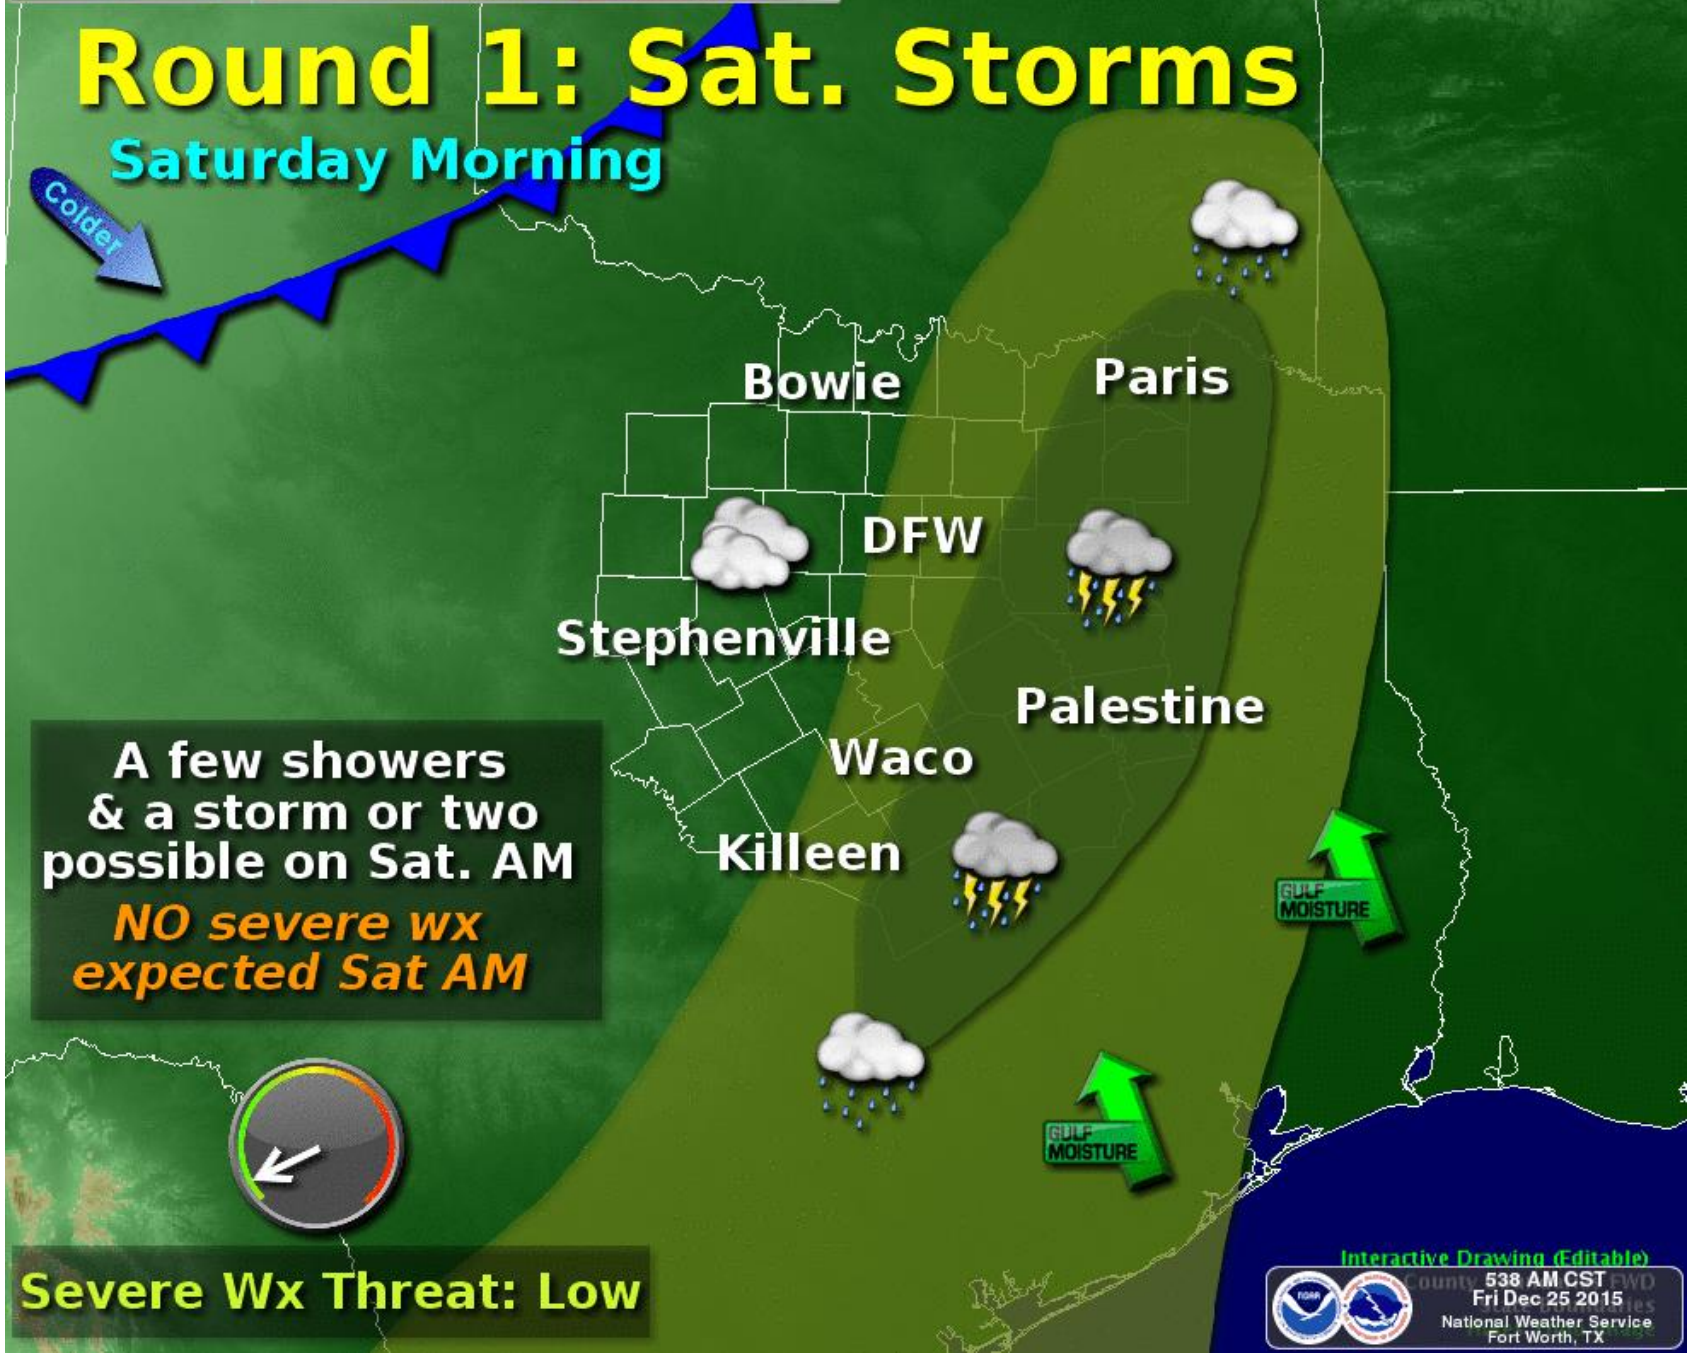 Round 1: Sat. Storms
Saturday Morning
Colder
Bowie
Paris
DFW
Stephenville
Palestine
Waco
Killeen
A few showers
& a storm or two
possible on Sat. AM
NO severe wx
expected Sat AM
GULF
MOISTURE
GULF
MOISTURE
Severe Wx Threat: Low
Interactive Drawing (Editable)
County FWD
538 AM CST
Fri Dec 25 2015
National Weather Service
Fort Worth, TX